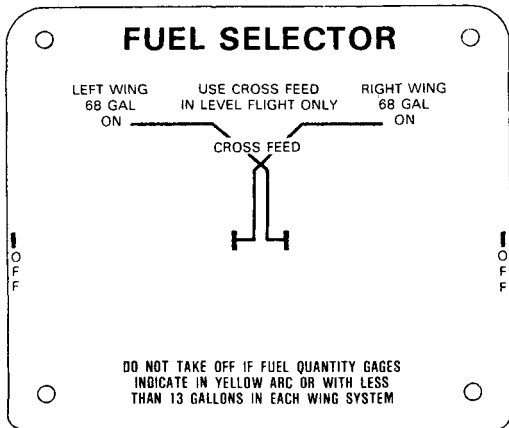 FUEL SELECTOR
LEFT WING
68 GAL
ON
USE CROSS FEED
IN LEVEL FLIGHT ONLY
RIGHT WING
68 GAL
ON
CROSS FEED
OFF
OFF
DO NOT TAKE OFF IF FUEL QUANTITY GAGES
INDICATE IN YELLOW ARC OR WITH LESS
THAN 13 GALLONS IN EACH WING SYSTEM